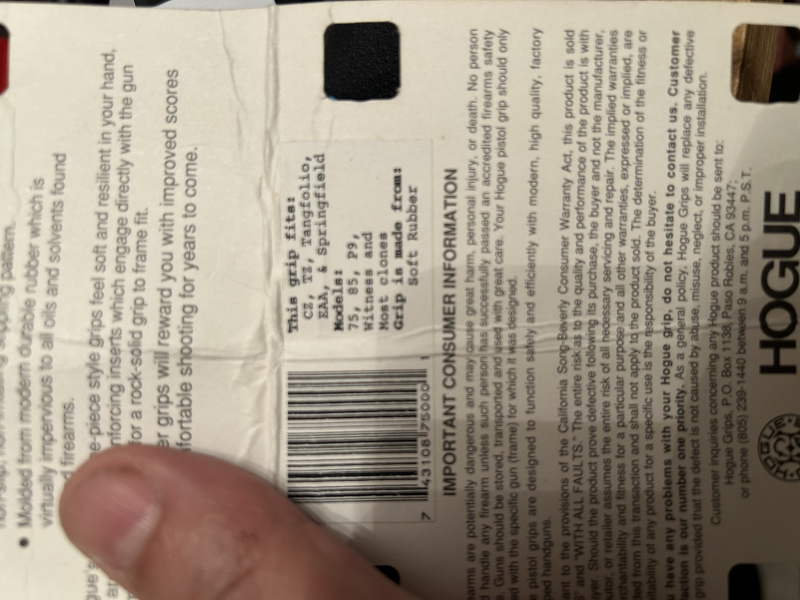 • Molded from modern durable rubber which is
virtually impervious to all oils and solvents found
firearms.
piece style grips feel soft and resilient in your hand,
inserts which engage directly with the gun
for a rock-solid grip to frame fit.
grips will reward you with improved scores
shooting for years to come.
This grip fits:
CZ, TZ, Tangfolio,
EAA, & Springfield
Models:
75, 85, P9,
Witness and
Most clones
Grip is made from:
Soft Rubber
7 43108 75000 1
IMPORTANT CONSUMER INFORMATION
are potentially dangerous and may cause great harm, personal injury, or death. No person
handle any firearm unless such person has successfully passed an accredited firearms safety
Guns should be stored, transported and used with great care. Your Hogue pistol grip should only
with the specific gun (frame) for which it was designed.
pistol grips are designed to function safely and efficiently with modern, high quality, factory
handguns.
to the provisions of the California Song-Beverly Consumer Warranty Act, this product is sold
and "WITH ALL FAULTS." The entire risk as to the quality and performance of the product is with
Should the product prove defective following its purchase, the buyer and not the manufacturer,
or retailer assumes the entire risk of all necessary servicing and repair. The implied warranties
and fitness for a particular purpose and all other warranties, expressed or implied, are
from this transaction and shall not apply to the product sold. The determination of the fitness or
of any product for a specific use is the responsibility of the buyer.
have any problems with your Hogue grip, do not hesitate to contact us. Customer
is our number one priority. As a general policy, Hogue Grips will replace any defective
grip provided that the defect is not caused by abuse, misuse, neglect, or improper installation.
Customer inquiries concerning any Hogue product should be sent to:
Hogue Grips, P.O. Box 1138, Paso Robles, CA 93447;
or phone (805) 239-1440 between 9 a.m. and 5 p.m. P.S.T.
HOGUE